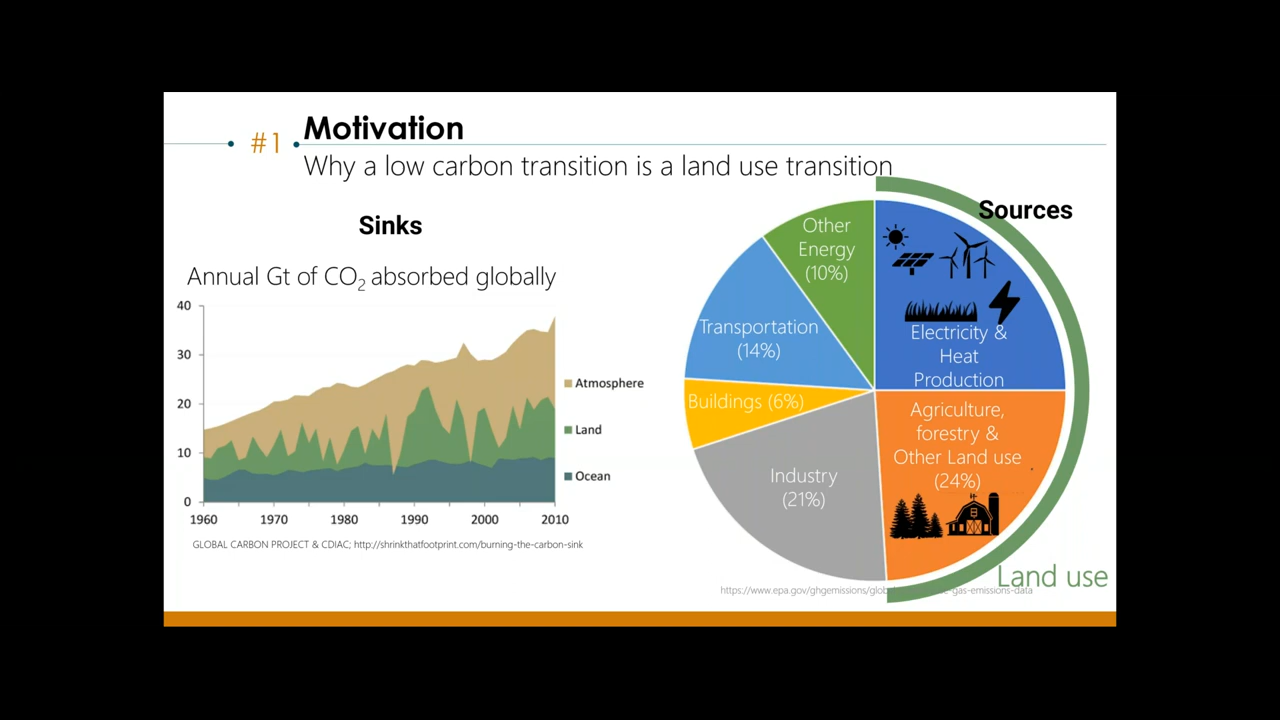 #1
Motivation
Why a low carbon transition is a land use transition
Sinks
Annual Gt of CO₂ absorbed globally
40
30
20
10
0
1960
1970
1980
1990
2000
2010
Atmosphere
Land
Ocean
GLOBAL CARBON PROJECT & CDIAC; http://shrinkthatfootprint.com/burning-the-carbon-sink
Sources
Other
Energy
(10%)
Transportation
(14%)
Buildings (6%)
Industry
(21%)
Electricity &
Heat
Production
Agriculture,
forestry &
Other Land use
(24%)
Land use
https://www.epa.gov/ghgemissions/glob
gas-emissions-data